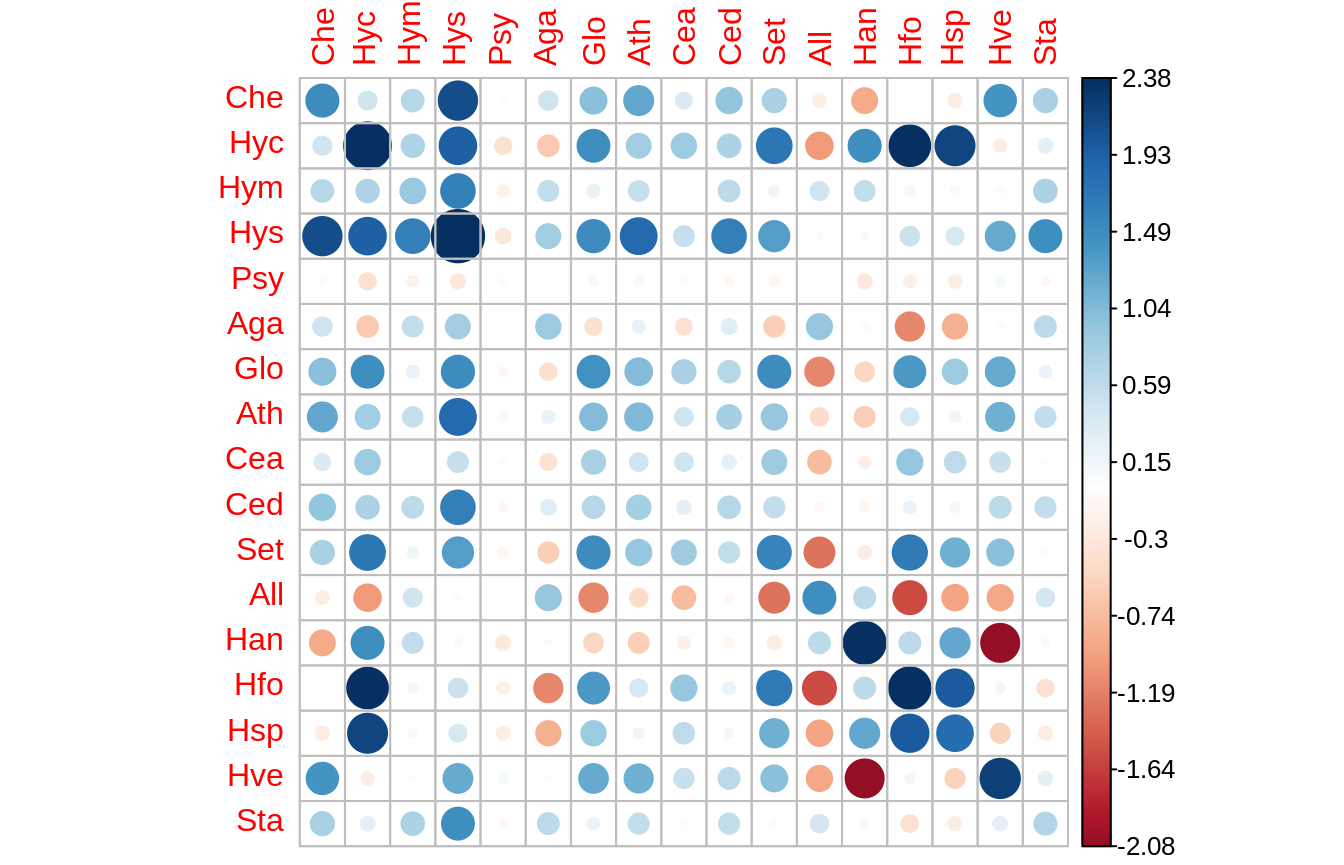 Che Hyc Hym Hys Psy Aga Glo Ath Cea Ced Set All Han Hfo Hsp Hve Sta
Che
Hyc
Hym
Hys
Psy
Aga
Glo
Ath
Cea
Ced
Set
All
Han
Hfo
Hsp
Hve
Sta
2.38
1.93
1.49
1.04
0.59
0.15
-0.3
-0.74
-1.19
-1.64
-2.08